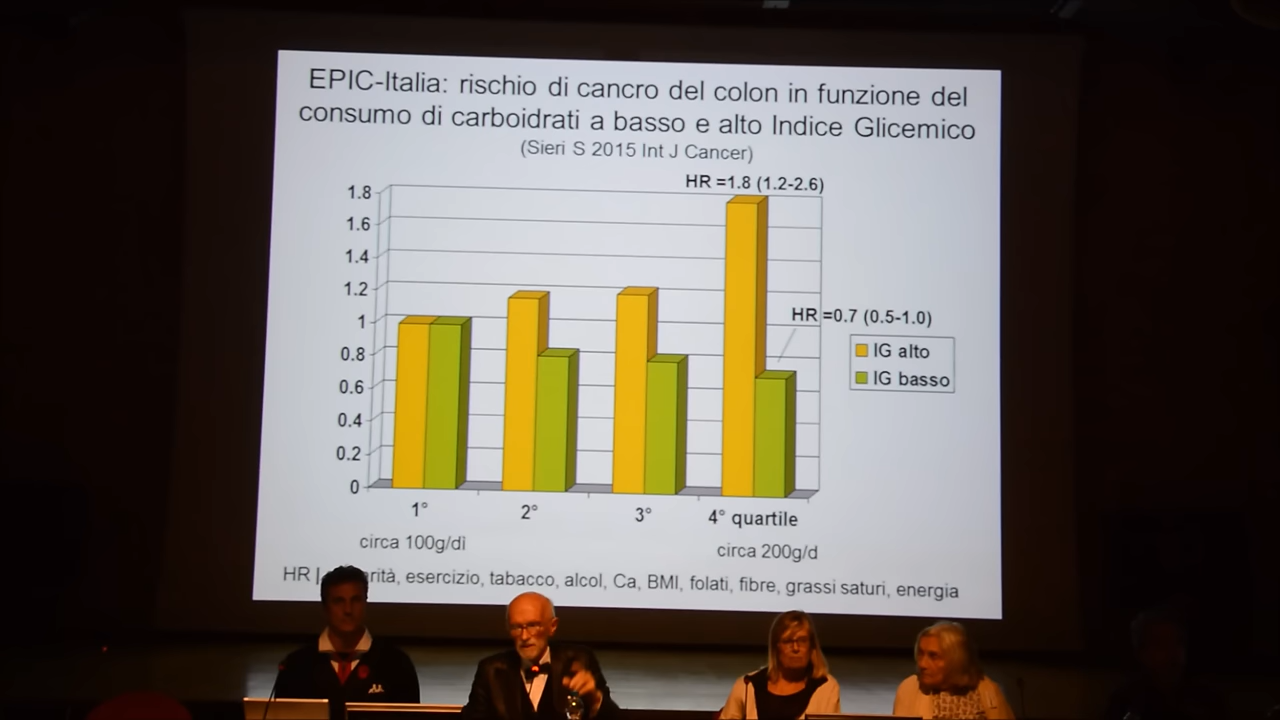 EPIC-Italia: rischio di cancro del colon in funzione del
consumo di carboidrati a basso e alto Indice Glicemico
(Sieri S 2015 Int J Cancer)
HR =1.8 (1.2-2.6)
1.8
1.6
1.4
1.2
1
0.8
0.6
0.4
0.2
0
HR =0.7 (0.5-1.0)
IG alto
IG basso
1° 2° 3° 4° quartile
circa 100g/dì circa 200g/d
HR | esercizio, tabacco, alcol, Ca, BMI, folati, fibre, grassi saturi, energia